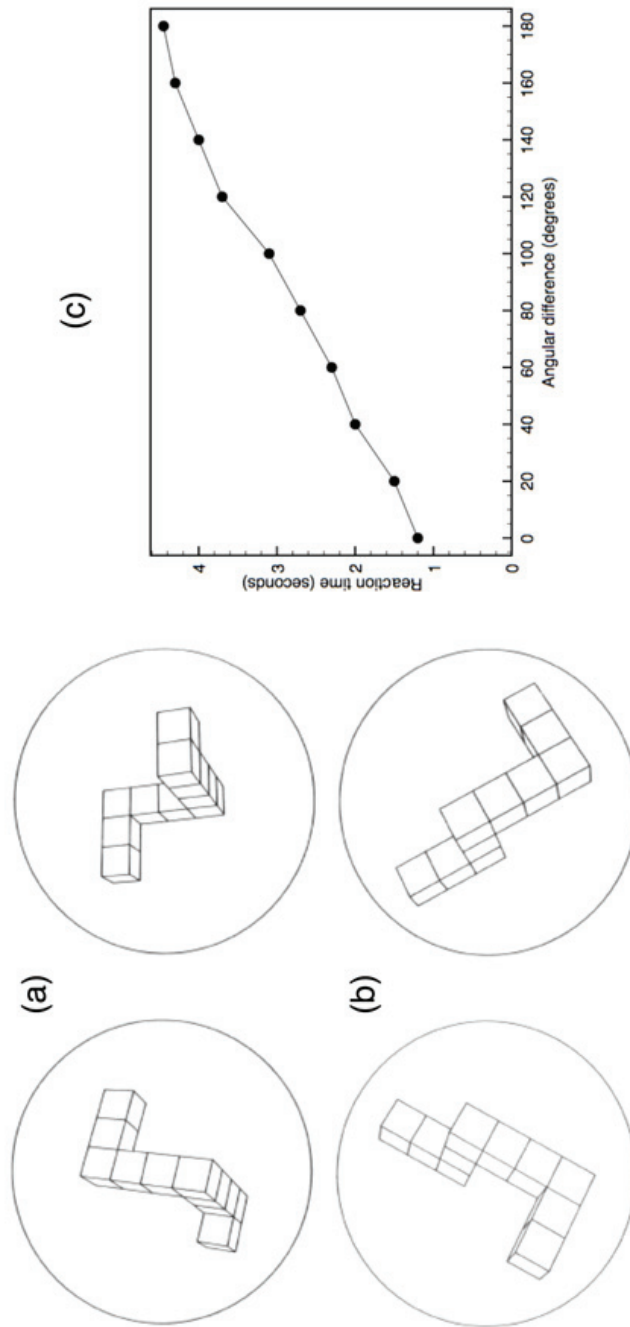 (a)
(b)
(c)
Reaction time (seconds)
4
3
2
1
0
0 20 40 60 80 100 120 140 160 180
Angular difference (degrees)